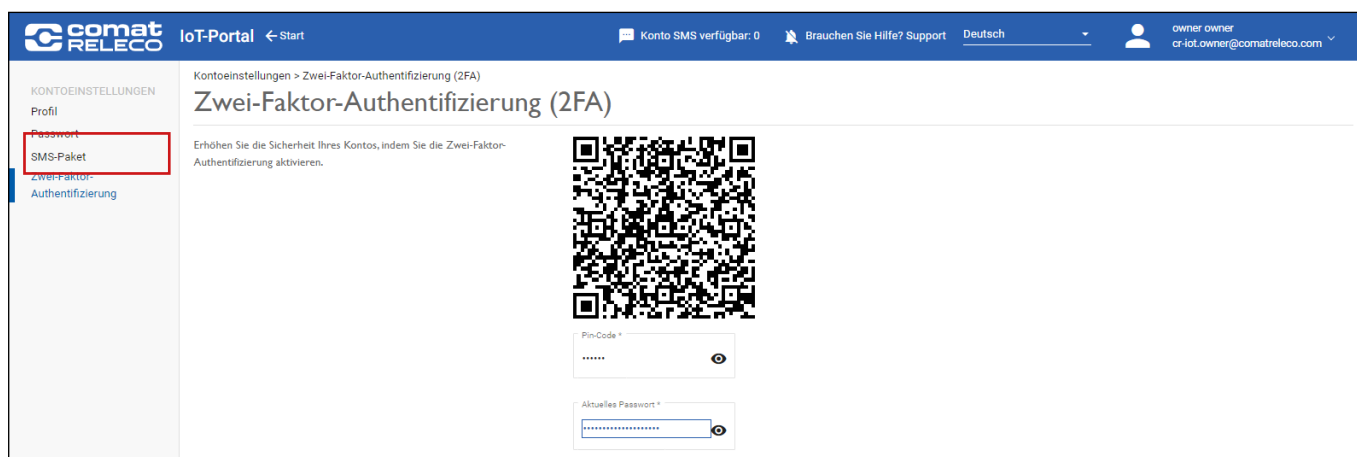 comat
RELECO
IoT-Portal
Start
Konto SMS verfügbar: 0
Brauchen Sie Hilfe? Support
Deutsch
owner owner
cr-iot.owner@comatreleco.com
KONTOEINSTELLUNGEN
Profil
Passwort
SMS-Paket
Zwei-Faktor-
Authentifizierung
Kontoeinstellungen > Zwei-Faktor-Authentifizierung (2FA)
Zwei-Faktor-Authentifizierung (2FA)
Erhöhen Sie die Sicherheit Ihres Kontos, indem Sie die Zwei-Faktor-
Authentifizierung aktivieren.
Pin-Code *
Aktuelles Passwort *